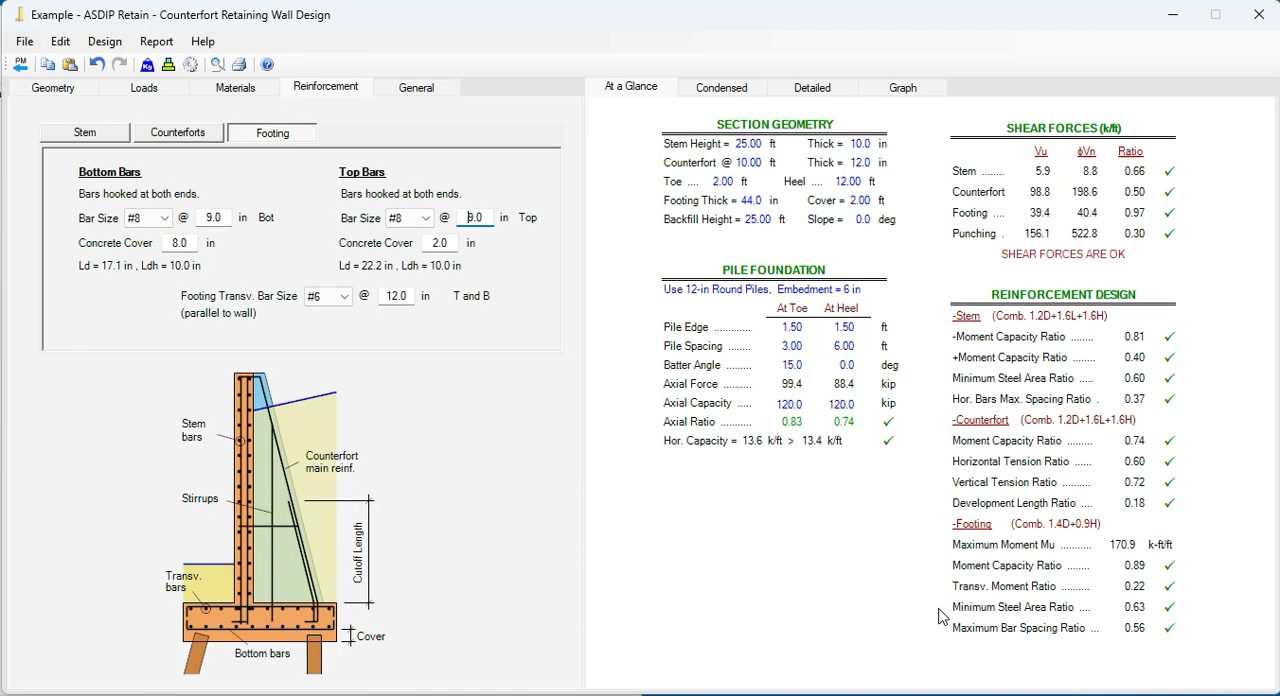 Example - ASDIP Retain - Counterfort Retaining Wall Design
File Edit Design Report Help
PM Kg
Geometry Loads Materials Reinforcement General
Stem Counterforts Footing
Bottom Bars
Bars hooked at both ends.
Bar Size #8 @ 9.0 in Bot
Concrete Cover 8.0 in
Ld = 17.1 in , Ldh = 10.0 in
Top Bars
Bars hooked at both ends.
Bar Size #8 @ 9.0 in Top
Concrete Cover 2.0 in
Ld = 22.2 in , Ldh = 10.0 in
Footing Transv. Bar Size #6 @ 12.0 in T and B
(parallel to wall)
Stem
bars
Counterfort
main reinf.
Stirrups
Cutoff Length
Transv.
bars
Cover
Bottom bars
At a Glance Condensed Detailed Graph
SECTION GEOMETRY
Stem Height = 25.00 ft Thick = 10.0 in
Counterfort @ 10.00 ft Thick = 12.0 in
Toe .... 2.00 ft Heel .... 12.00 ft
Footing Thick = 44.0 in Cover = 2.00 ft
Backfill Height = 25.00 ft Slope = 0.0 deg
PILE FOUNDATION
Use 12-in Round Piles, Embedment = 6 in
At Toe At Heel
Pile Edge ............ 1.50 1.50 ft
Pile Spacing ........ 3.00 6.00 ft
Batter Angle ........ 15.0 0.0 deg
Axial Force .......... 99.4 88.4 kip
Axial Capacity ..... 120.0 120.0 kip
Axial Ratio ........... 0.83 0.74 ✓
Hor. Capacity = 13.6 k/ft > 13.4 k/ft ✓
SHEAR FORCES (k/ft)
Vu ϕVn Ratio
Stem ........ 5.9 8.8 0.66 ✓
Counterfort 98.8 198.6 0.50 ✓
Footing .... 39.4 40.4 0.97 ✓
Punching . 156.1 522.8 0.30 ✓
SHEAR FORCES ARE OK
REINFORCEMENT DESIGN
-Stem (Comb. 1.2D+1.6L+1.6H)
-Moment Capacity Ratio ........ 0.81 ✓
+Moment Capacity Ratio ........ 0.40 ✓
Minimum Steel Area Ratio ..... 0.60 ✓
Hor. Bars Max. Spacing Ratio . 0.37 ✓
-Counterfort (Comb. 1.2D+1.6L+1.6H)
Moment Capacity Ratio ......... 0.74 ✓
Horizontal Tension Ratio ...... 0.60 ✓
Vertical Tension Ratio .......... 0.72 ✓
Development Length Ratio .... 0.18 ✓
-Footing (Comb. 1.4D+0.9H)
Maximum Moment Mu ........... 170.9 k-ft/ft
Moment Capacity Ratio ......... 0.89 ✓
Transv. Moment Ratio .......... 0.22 ✓
Minimum Steel Area Ratio .... 0.63 ✓
Maximum Bar Spacing Ratio ... 0.56 ✓